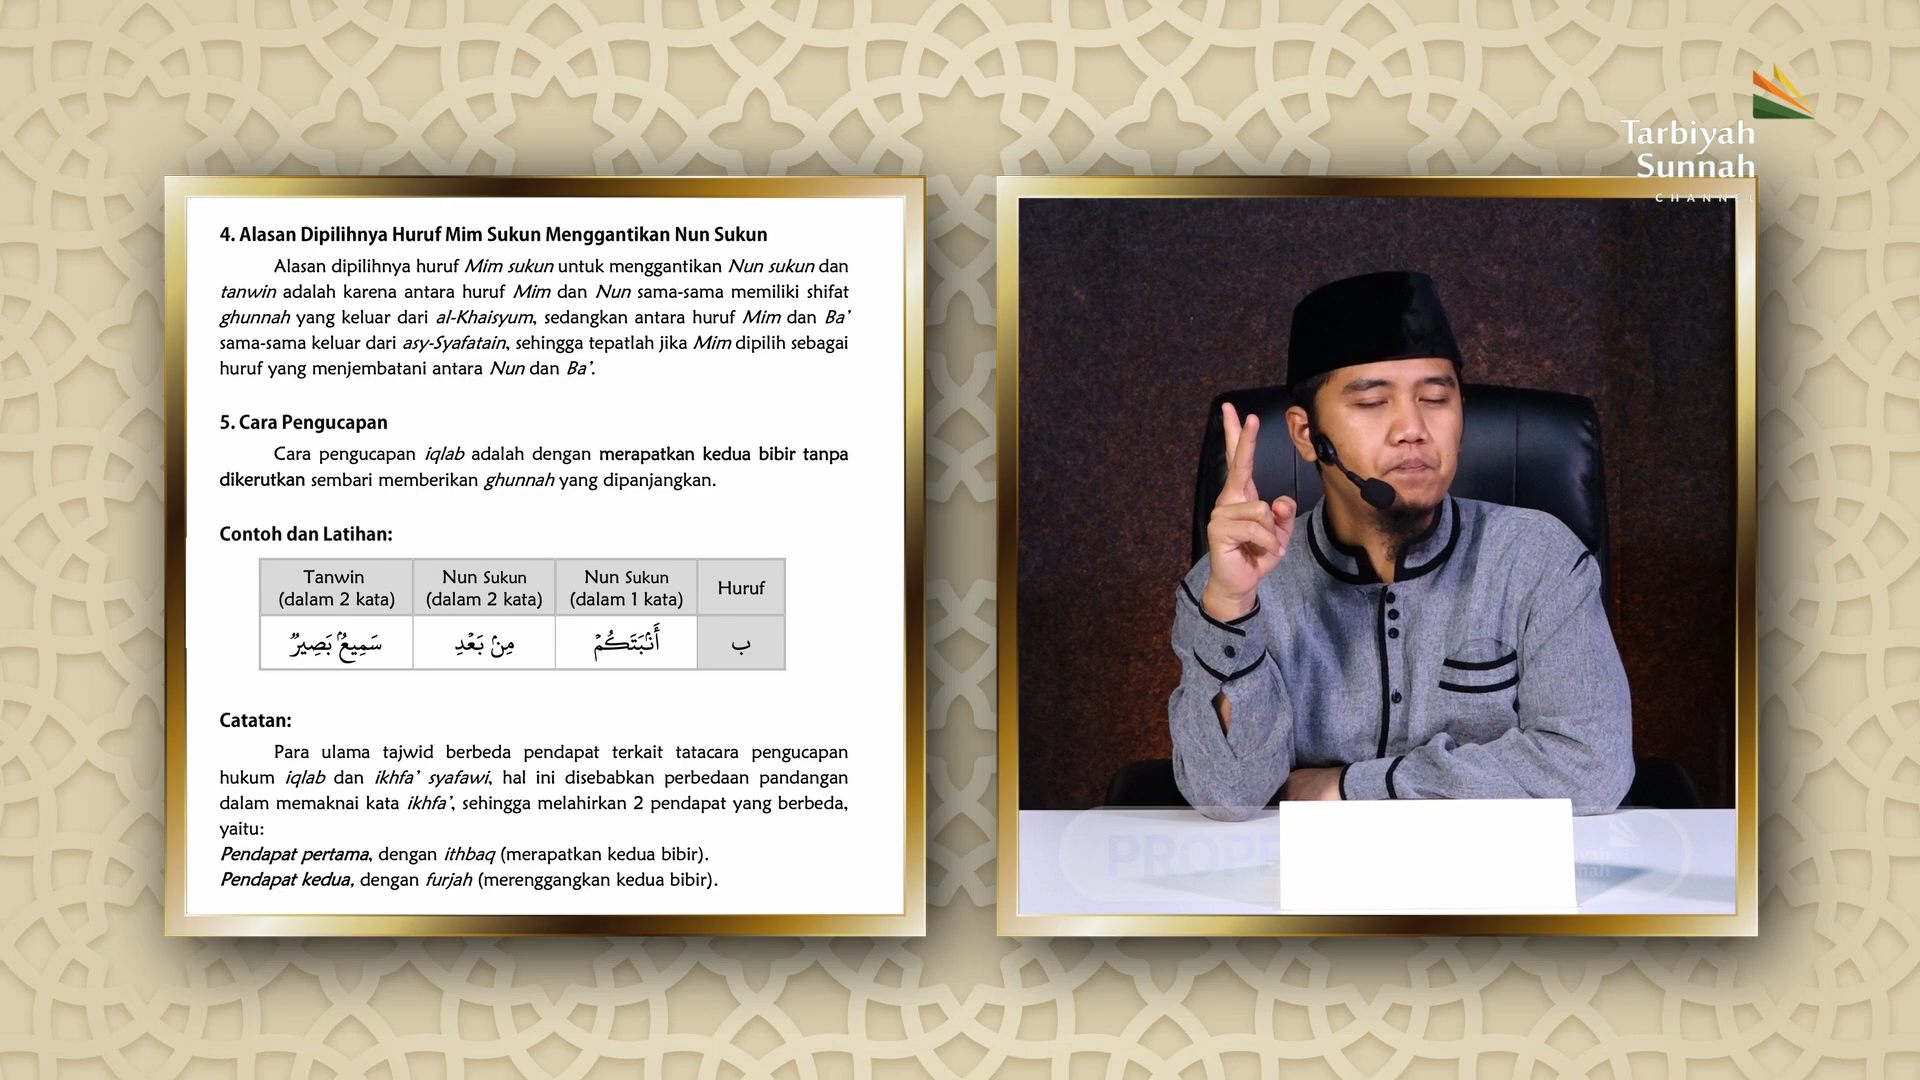 4. Alasan Dipilihnya Huruf Mim Sukun Menggantikan Nun Sukun
Alasan dipilihnya huruf Mim sukun untuk menggantikan Nun sukun dan
tanwin adalah karena antara huruf Mim dan Nun sama-sama memiliki shifat
ghunnah yang keluar dari al-Khaisyum, sedangkan antara huruf Mim dan Ba'
sama-sama keluar dari asy-Syafatain, sehingga tepatlah jika Mim dipilih sebagai
huruf yang menjembatani antara Nun dan Ba'.
5. Cara Pengucapan
Cara pengucapan iqlab adalah dengan merapatkan kedua bibir tanpa
dikerutkan sembari memberikan ghunnah yang dipanjangkan.
Contoh dan Latihan:
Tanwin
(dalam 2 kata)
Nun Sukun
(dalam 2 kata)
Nun Sukun
(dalam 1 kata)
Huruf
سَمِيعُۢ بَصِيرٌ
مِنۢ بَعْدِ
أَنۢبَتَكُمْ
ب
Catatan:
Para ulama tajwid berbeda pendapat terkait tatacara pengucapan
hukum iqlab dan ikhfa' syafawi, hal ini disebabkan perbedaan pandangan
dalam memaknai kata ikhfa', sehingga melahirkan 2 pendapat yang berbeda,
yaitu:
Pendapat pertama, dengan ithbaq (merapatkan kedua bibir).
Pendapat kedua, dengan furjah (merenggangkan kedua bibir).
Tarbiyah
Sunnah
CHANNEL